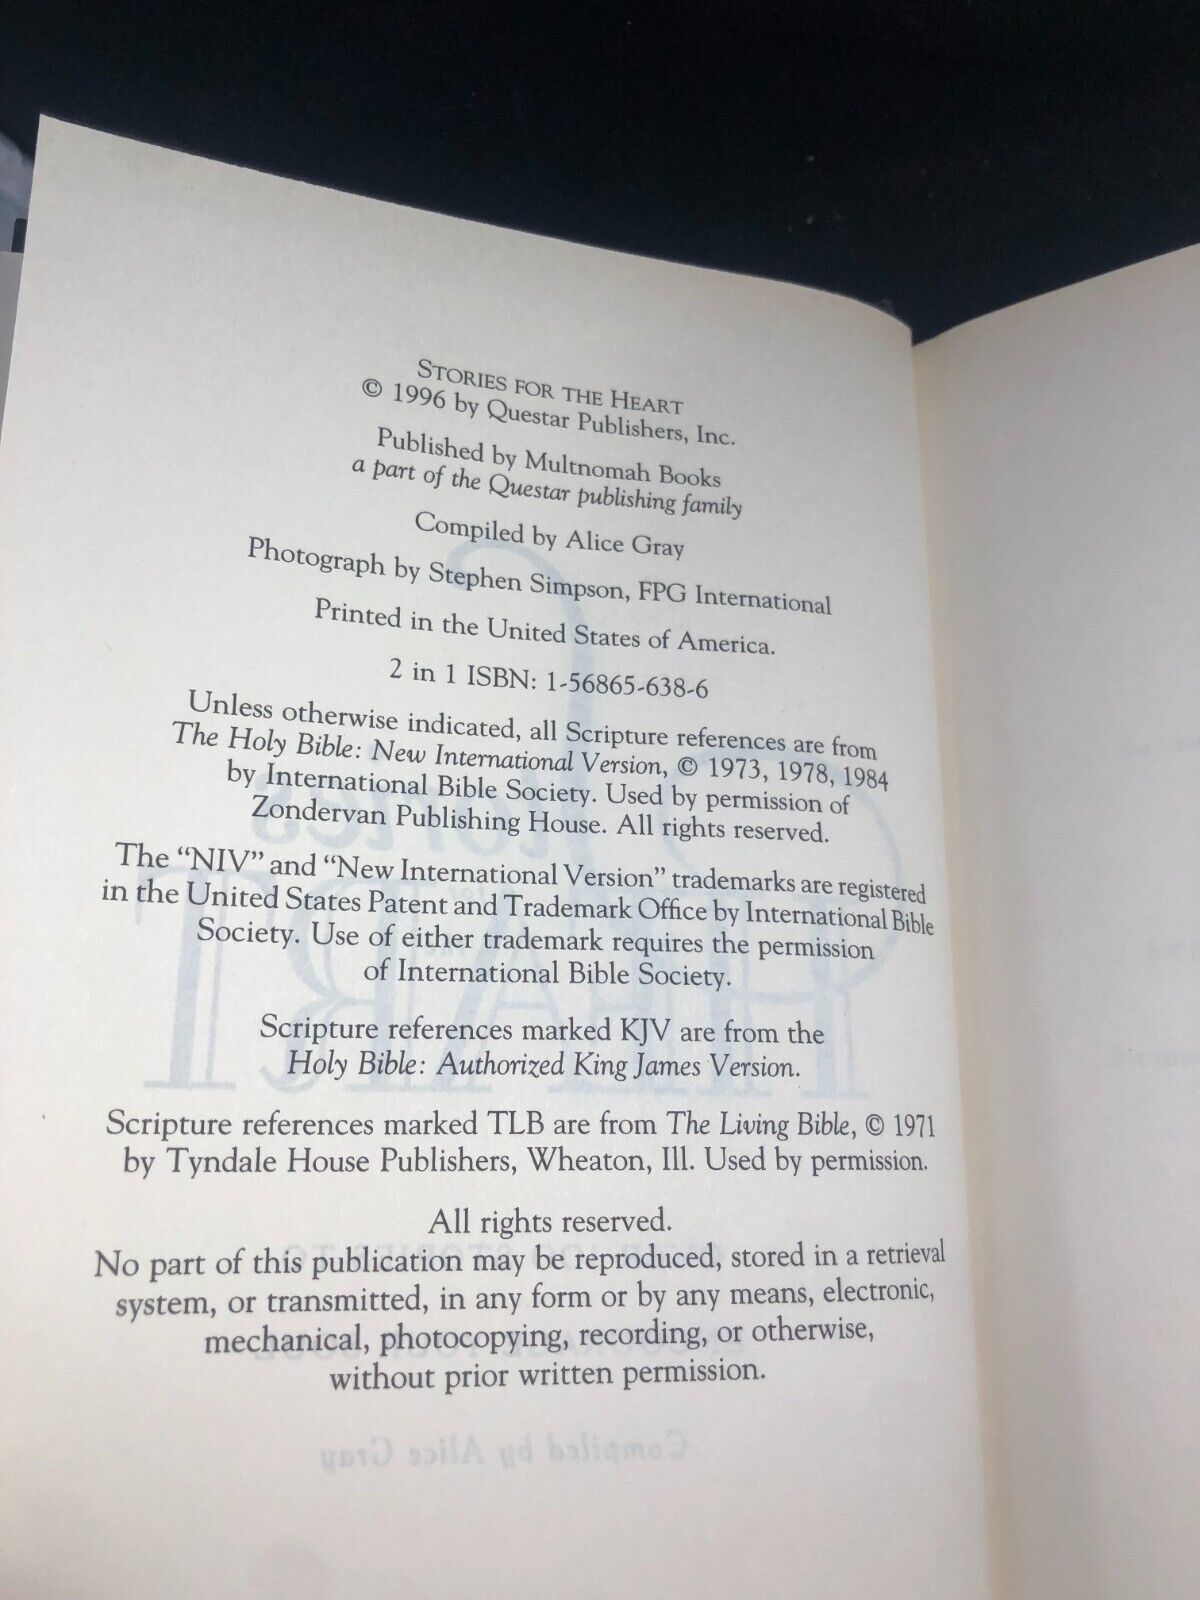 STORIES FOR THE HEART
© 1996 by Questar Publishers, Inc.
Published by Multnomah Books
a part of the Questar publishing family
Compiled by Alice Gray
Photograph by Stephen Simpson, FPG International
Printed in the United States of America.
2 in 1 ISBN: 1-56865-638-6
Unless otherwise indicated, all Scripture references are from
The Holy Bible: New International Version, © 1973, 1978, 1984
by International Bible Society. Used by permission of
Zondervan Publishing House. All rights reserved.
The “NIV” and “New International Version” trademarks are registered
in the United States Patent and Trademark Office by International Bible
Society. Use of either trademark requires the permission
of International Bible Society.
Scripture references marked KJV are from the
Holy Bible: Authorized King James Version.
Scripture references marked TLB are from The Living Bible, © 1971
by Tyndale House Publishers, Wheaton, Ill. Used by permission.
All rights reserved.
No part of this publication may be reproduced, stored in a retrieval
system, or transmitted, in any form or by any means, electronic,
mechanical, photocopying, recording, or otherwise,
without prior written permission.
Compiled by Alice Gray